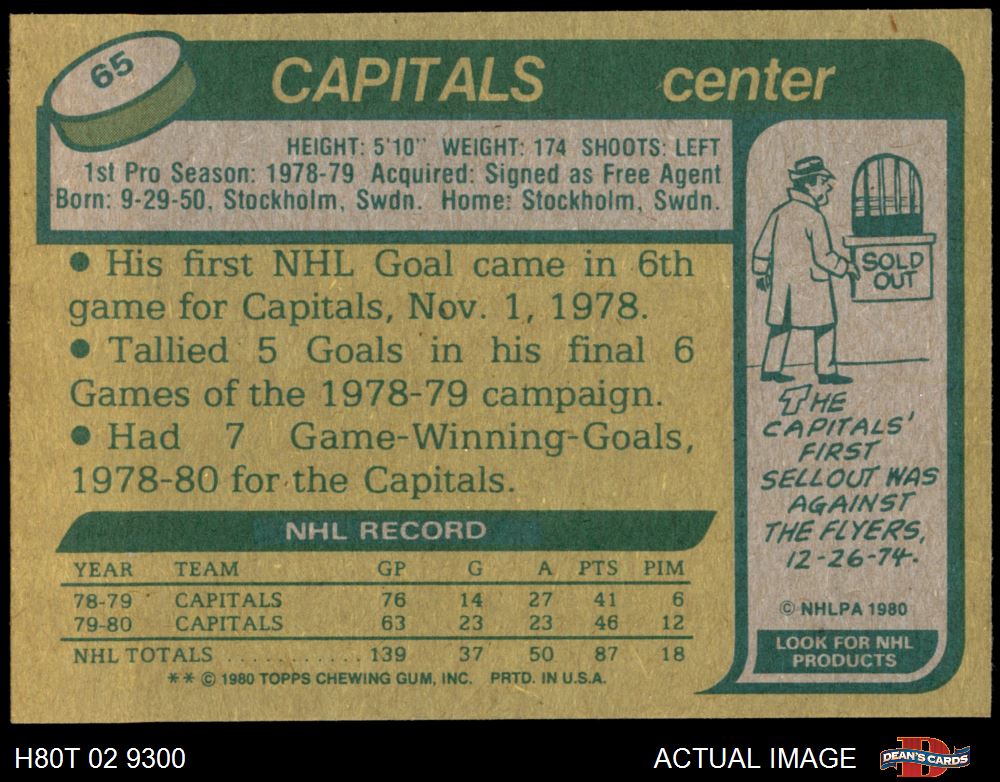 65
CAPITALS center
HEIGHT: 5'10" WEIGHT: 174 SHOOTS: LEFT
1st Pro Season: 1978-79 Acquired: Signed as Free Agent
Born: 9-29-50, Stockholm, Swdn. Home: Stockholm, Swdn.
● His first NHL Goal came in 6th
game for Capitals, Nov. 1, 1978.
● Tallied 5 Goals in his final 6
Games of the 1978-79 campaign.
● Had 7 Game-Winning-Goals,
1978-80 for the Capitals.
NHL RECORD
YEAR TEAM GP G A PTS PIM
78-79 CAPITALS 76 14 27 41 6
79-80 CAPITALS 63 23 23 46 12
NHL TOTALS ........... 139 37 50 87 18
** © 1980 TOPPS CHEWING GUM, INC. PRTD. IN U.S.A.
SOLD
OUT
THE
CAPITALS'
FIRST
SELLOUT WAS
AGAINST
THE FLYERS,
12-26-74.
© NHLPA 1980
LOOK FOR NHL
PRODUCTS
H80T 02 9300
ACTUAL IMAGE
D
DEAN'S CARDS